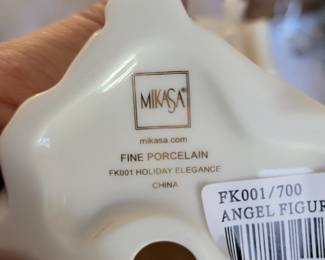 MIKASA®
mikasa.com
FINE PORCELAIN
FK001 HOLIDAY ELEGANCE
CHINA
FK001/700
ANGEL FIGUR